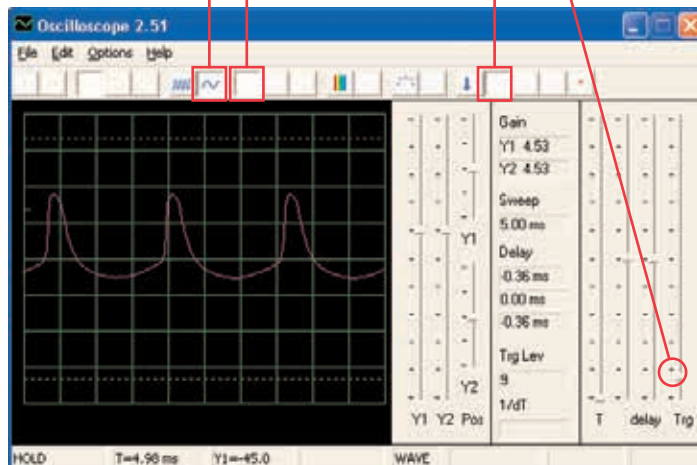 Oscilloscope 2.51
File Edit Options Help
Gain
Y1 4.53
Y2 4.53
Sweep
5.00 ms
Y1
Delay
-0.36 ms
0.00 ms
-0.36 ms
Trg Lev
9
Y2
1/dT
Y1 Y2 Pos
T delay Trg
HOLD T=4.98 ms Y1=-45.0 WAVE